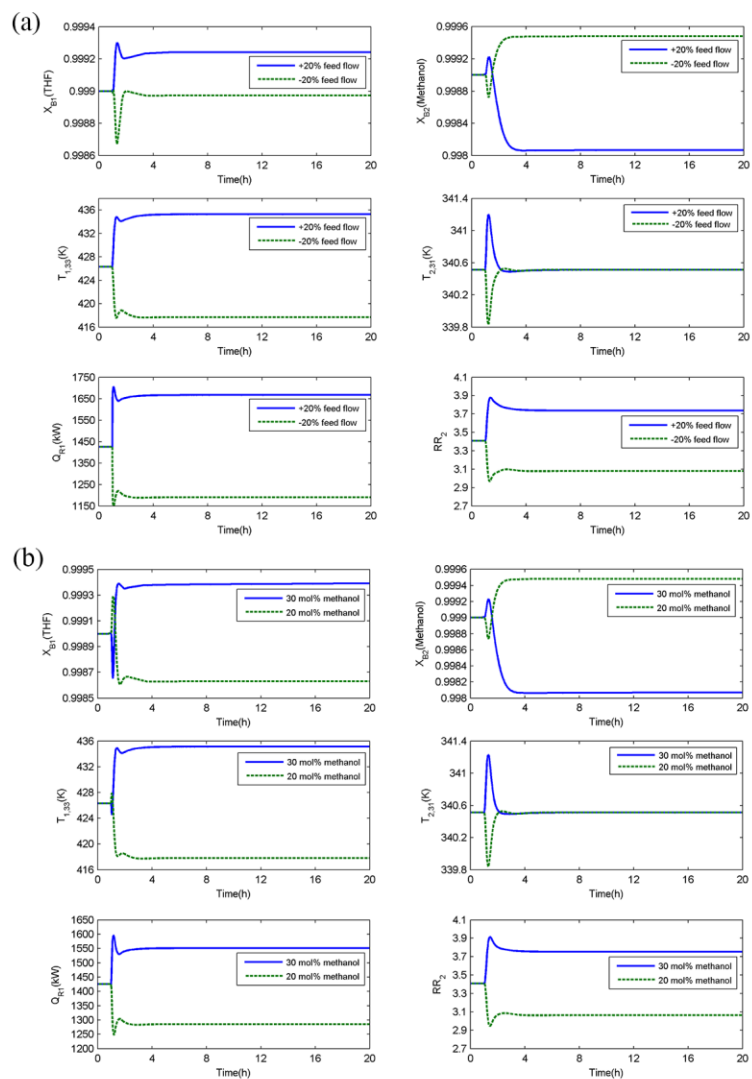 (a)
0.9994
0.9992
0.999
0.9988
0.9986
X_B1(THF)
+20% feed flow
-20% feed flow
0 4 8 12 16 20
Time(h)
0.9996
0.9992
0.9988
0.9984
0.998
X_B2(Methanol)
+20% feed flow
-20% feed flow
0 4 8 12 16 20
Time(h)
436
432
428
424
420
416
T_1,33(K)
+20% feed flow
-20% feed flow
0 4 8 12 16 20
Time(h)
341.4
341
340.6
340.2
339.8
T_2,31(K)
+20% feed flow
-20% feed flow
0 4 8 12 16 20
Time(h)
1750
1650
1550
1450
1350
1250
1150
Q_R1(kW)
+20% feed flow
-20% feed flow
0 4 8 12 16 20
Time(h)
4.1
3.9
3.7
3.5
3.3
3.1
2.9
2.7
RR_2
+20% feed flow
-20% feed flow
0 4 8 12 16 20
Time(h)
(b)
0.9995
0.9993
0.9991
0.9989
0.9987
0.9985
X_B1(THF)
30 mol% methanol
20 mol% methanol
0 4 8 12 16 20
Time(h)
0.9996
0.9994
0.9992
0.999
0.9988
0.9986
0.9984
0.9982
0.998
X_B2(Methanol)
30 mol% methanol
20 mol% methanol
0 4 8 12 16 20
Time(h)
436
432
428
424
420
416
T_1,33(K)
30 mol% methanol
20 mol% methanol
0 4 8 12 16 20
Time(h)
341.4
341
340.6
340.2
339.8
T_2,31(K)
30 mol% methanol
20 mol% methanol
0 4 8 12 16 20
Time(h)
1650
1600
1550
1500
1450
1400
1350
1300
1250
1200
Q_R1(kW)
30 mol% methanol
20 mol% methanol
0 4 8 12 16 20
Time(h)
4.1
3.9
3.7
3.5
3.3
3.1
2.9
2.7
RR_2
30 mol% methanol
20 mol% methanol
0 4 8 12 16 20
Time(h)